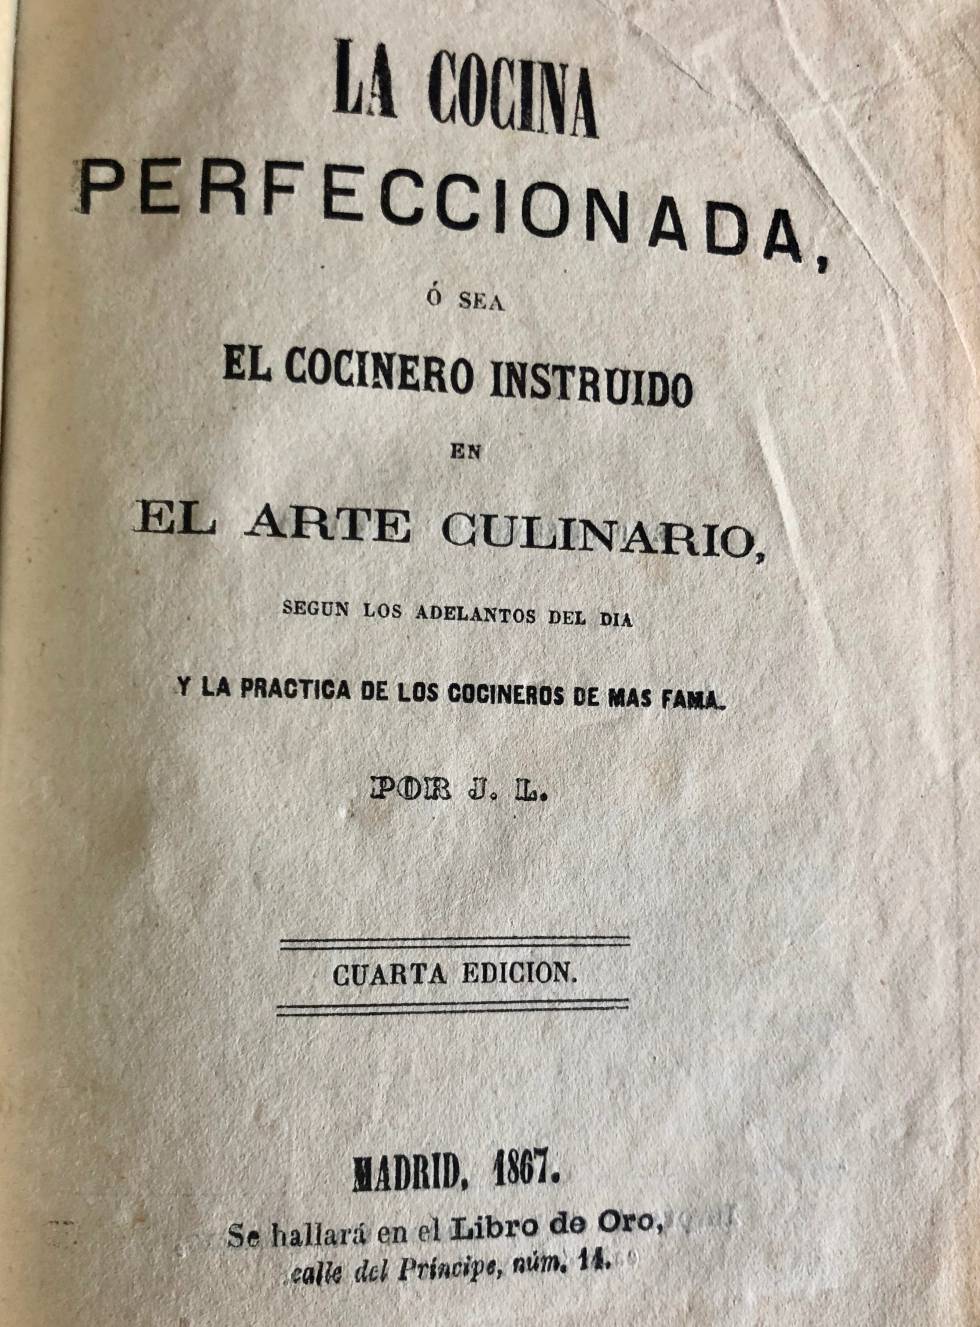 LA COCINA
PERFECCIONADA,
Ó SEA
EL COCINERO INSTRUIDO
EN
EL ARTE CULINARIO,
SEGUN LOS ADELANTOS DEL DIA
Y LA PRACTICA DE LOS COCINEROS DE MAS FAMA.
POR J. L.
CUARTA EDICION.
MADRID, 1867.
Se hallará en el Libro de Oro,
calle del Príncipe, núm. 14.